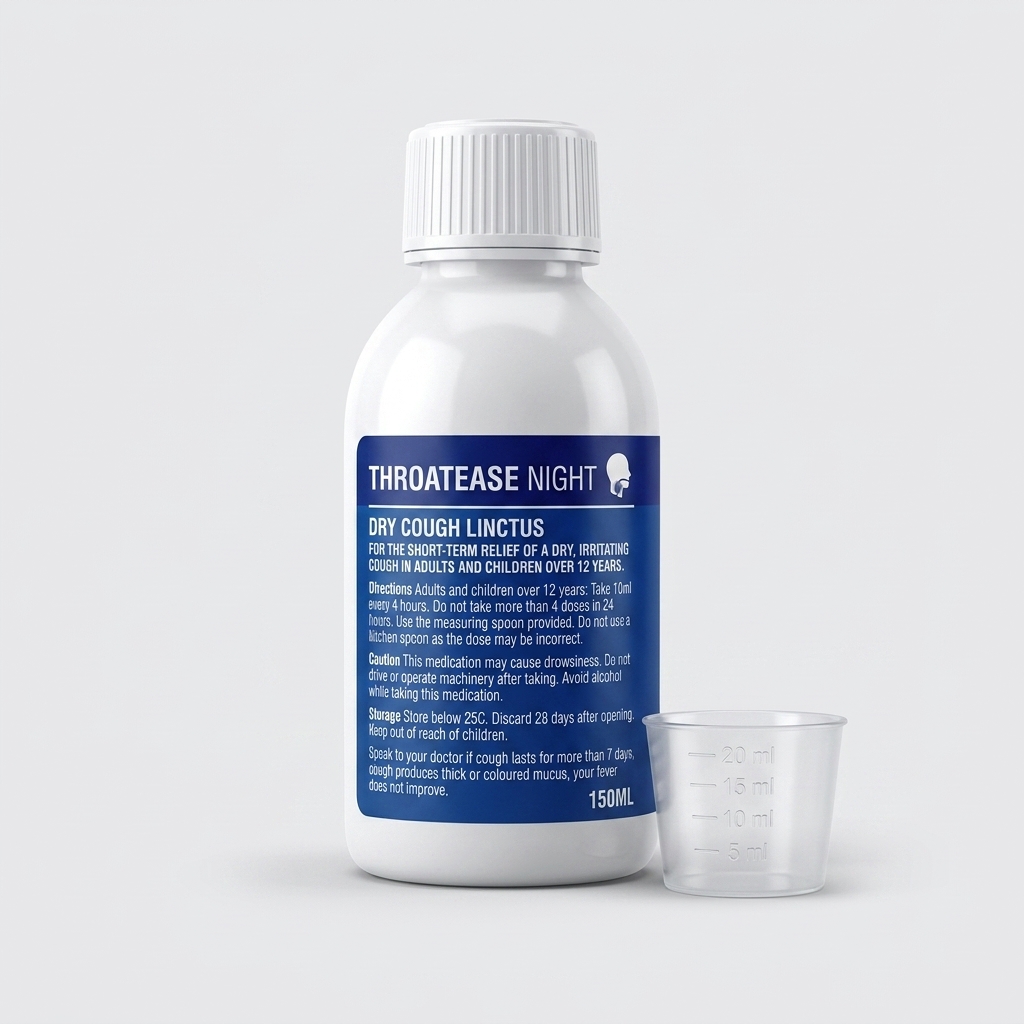 THROATEASE NIGHT
DRY COUGH LINCTUS
FOR THE SHORT-TERM RELIEF OF A DRY, IRRITATING
COUGH IN ADULTS AND CHILDREN OVER 12 YEARS.
Directions Adults and children over 12 years: Take 10ml
every 4 hours. Do not take more than 4 doses in 24
hours. Use the measuring spoon provided. Do not use a
kitchen spoon as the dose may be incorrect.
Caution This medication may cause drowsiness. Do not
drive or operate machinery after taking. Avoid alcohol
while taking this medication.
Storage Store below 25C. Discard 28 days after opening.
Keep out of reach of children.
Speak to your doctor if cough lasts for more than 7 days,
cough produces thick or coloured mucus, your fever
does not improve.
150ML
20 ml
15 ml
10 ml
5 ml